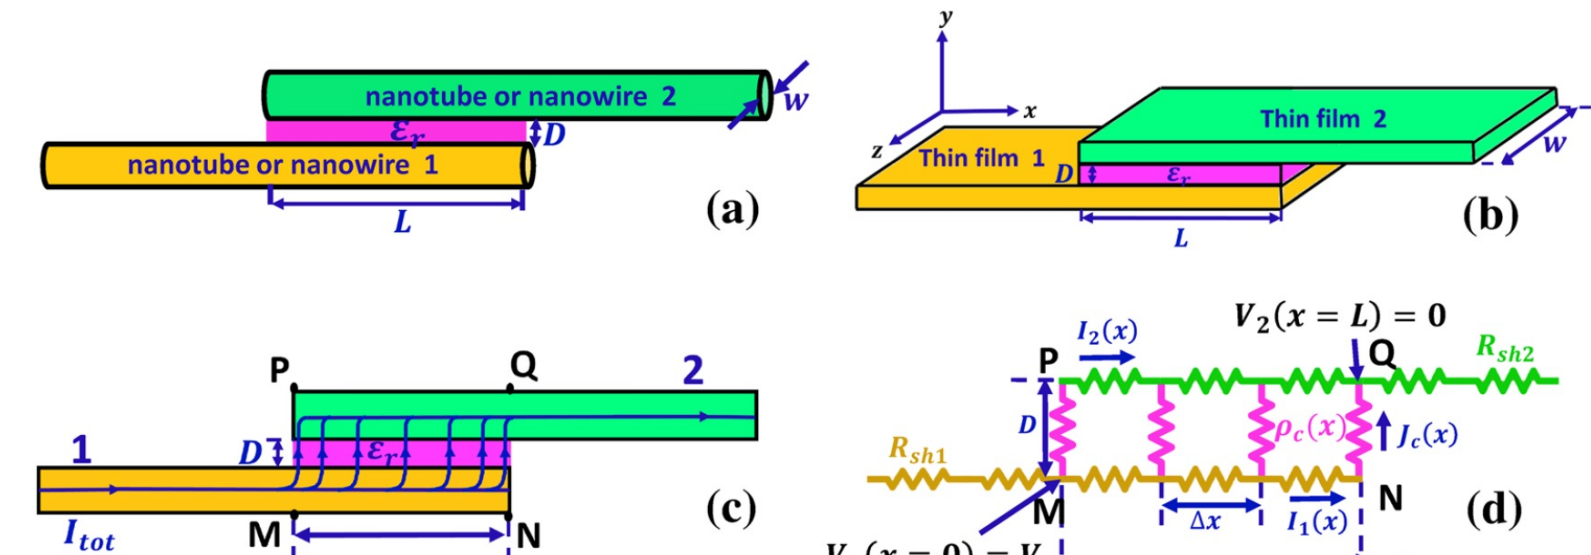 nanotube or nanowire 2
w
εr
D
nanotube or nanowire 1
L
(a)
y
x
z
Thin film 2
Thin film 1
w
D
εr
L
(b)
P
Q
2
1
D
εr
Itot
M
N
(c)
V2(x = L) = 0
I2(x)
P
Q
Rsh2
D
ρc(x)
Jc(x)
Rsh1
M
Δx
I1(x)
N
(d)